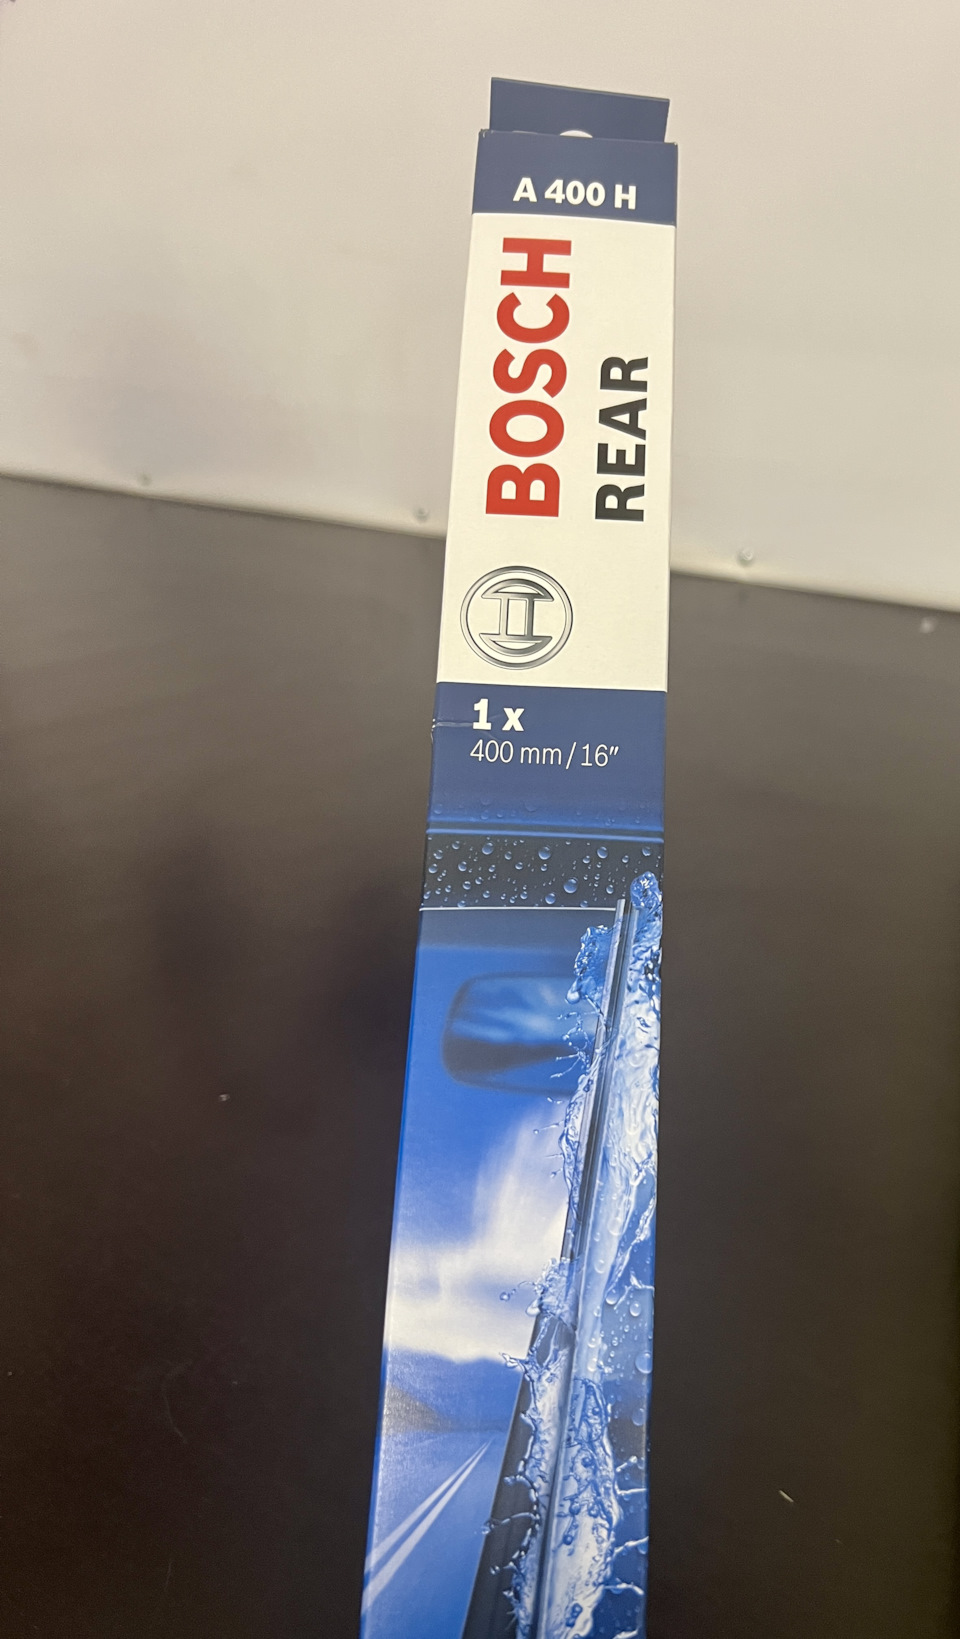 A 400 H
BOSCH
REAR
1 x
400 mm / 16"